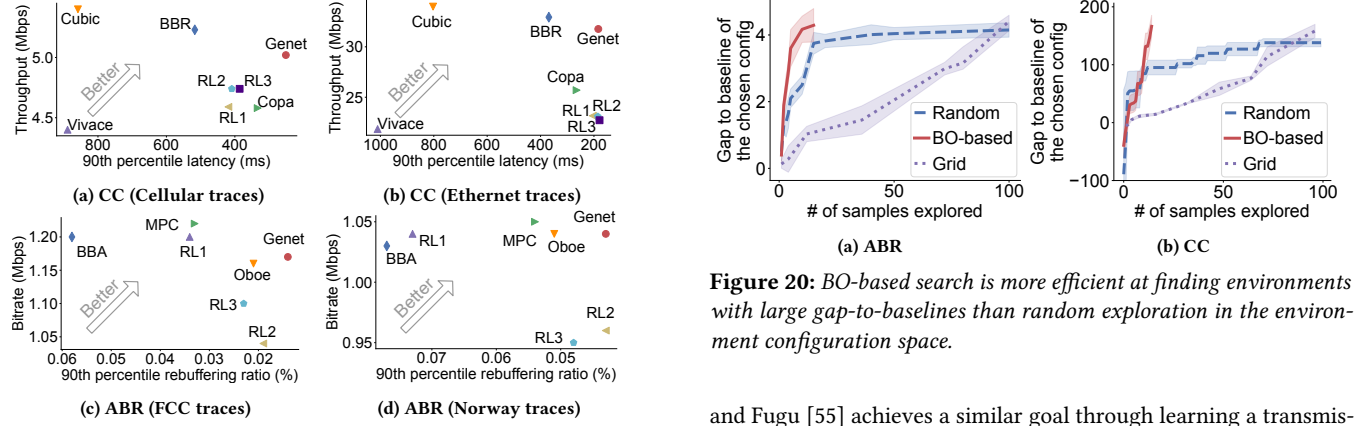 Throughput (Mbps)
5.0
4.5
Cubic
BBR
Genet
RL2
RL3
RL1
Copa
Vivace
Better
800
600
400
90th percentile latency (ms)
(a) CC (Cellular traces)
Throughput (Mbps)
30
25
Cubic
BBR
Genet
Copa
RL1
RL2
RL3
Vivace
Better
1000
800
600
400
200
90th percentile latency (ms)
(b) CC (Ethernet traces)
Bitrate (Mbps)
1.20
1.15
1.10
1.05
BBA
MPC
RL1
Genet
Oboe
RL3
RL2
Better
0.06
0.05
0.04
0.03
0.02
90th percentile rebuffering ratio (%)
(c) ABR (FCC traces)
Bitrate (Mbps)
1.05
1.00
0.95
BBA
RL1
MPC
Oboe
Genet
RL2
RL3
Better
0.07
0.06
0.05
90th percentile rebuffering ratio (%)
(d) ABR (Norway traces)
Gap to baseline of
the chosen config
4
2
0
Random
BO-based
Grid
0
50
100
# of samples explored
(a) ABR
Gap to baseline of
the chosen config
200
100
0
−100
Random
BO-based
Grid
0
50
100
# of samples explored
(b) CC
Figure 20: BO-based search is more efficient at finding environments
with large gap-to-baselines than random exploration in the environ-
ment configuration space.
and Fugu [55] achieves a similar goal through learning a transmis-